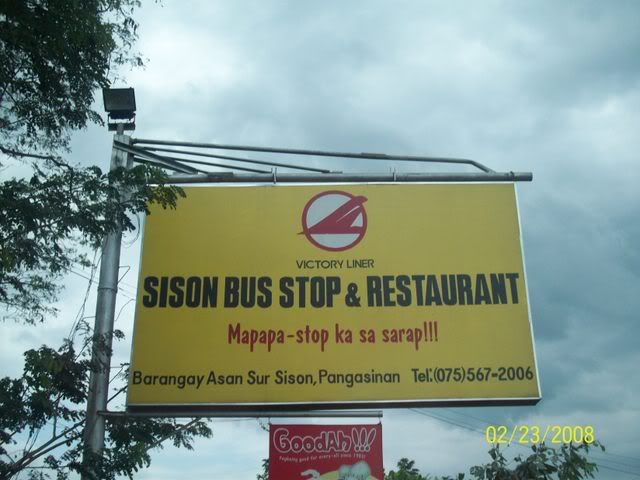 VICTORY LINER
SISON BUS STOP & RESTAURANT
Mapapa-stop ka sa sarap!!!
Barangay Asan Sur Sison, Pangasinan Tel.:(075)567-2006
GoodAh!!!
02/23/2008